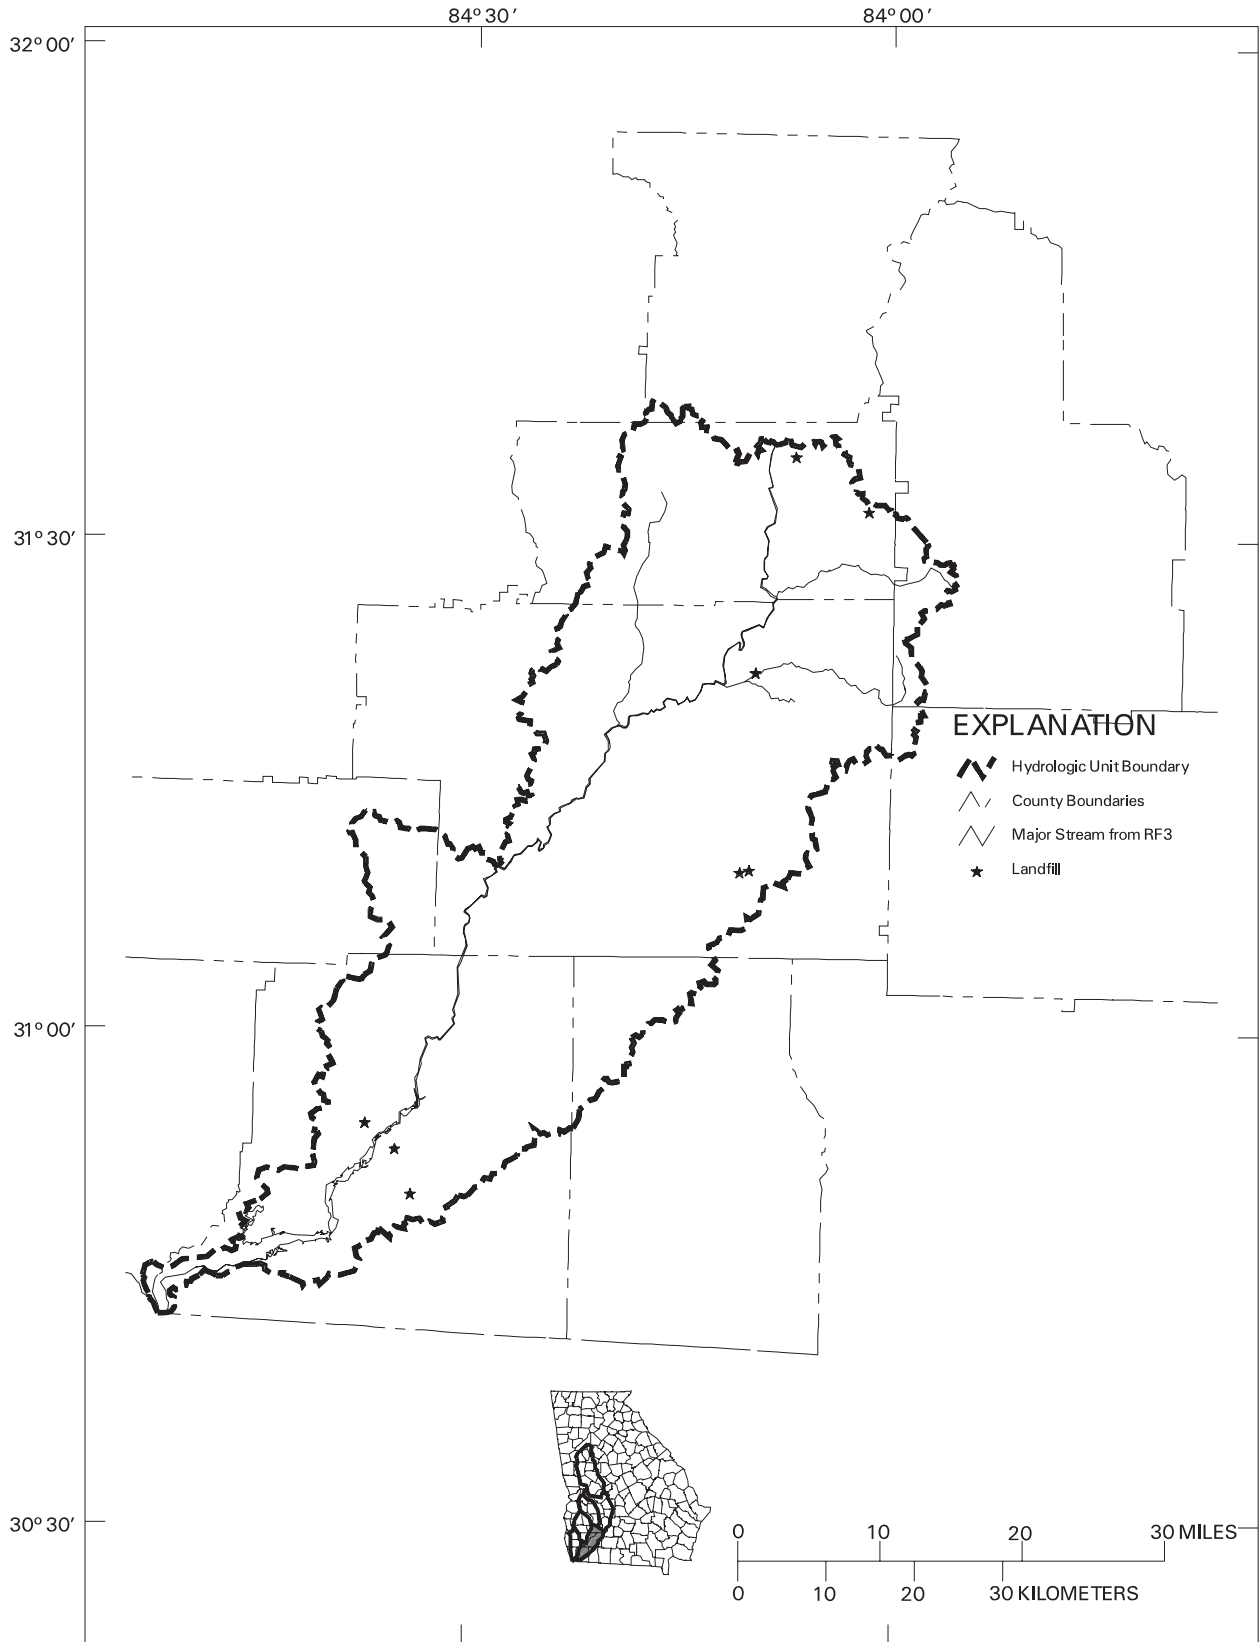 84° 30′ 84° 00′
32° 00′
31° 30′
EXPLANATION
Hydrologic Unit Boundary
County Boundaries
Major Stream from RF3
Landfill
31° 00′
30° 30′
0 10 20 30 MILES
0 10 20 30 KILOMETERS